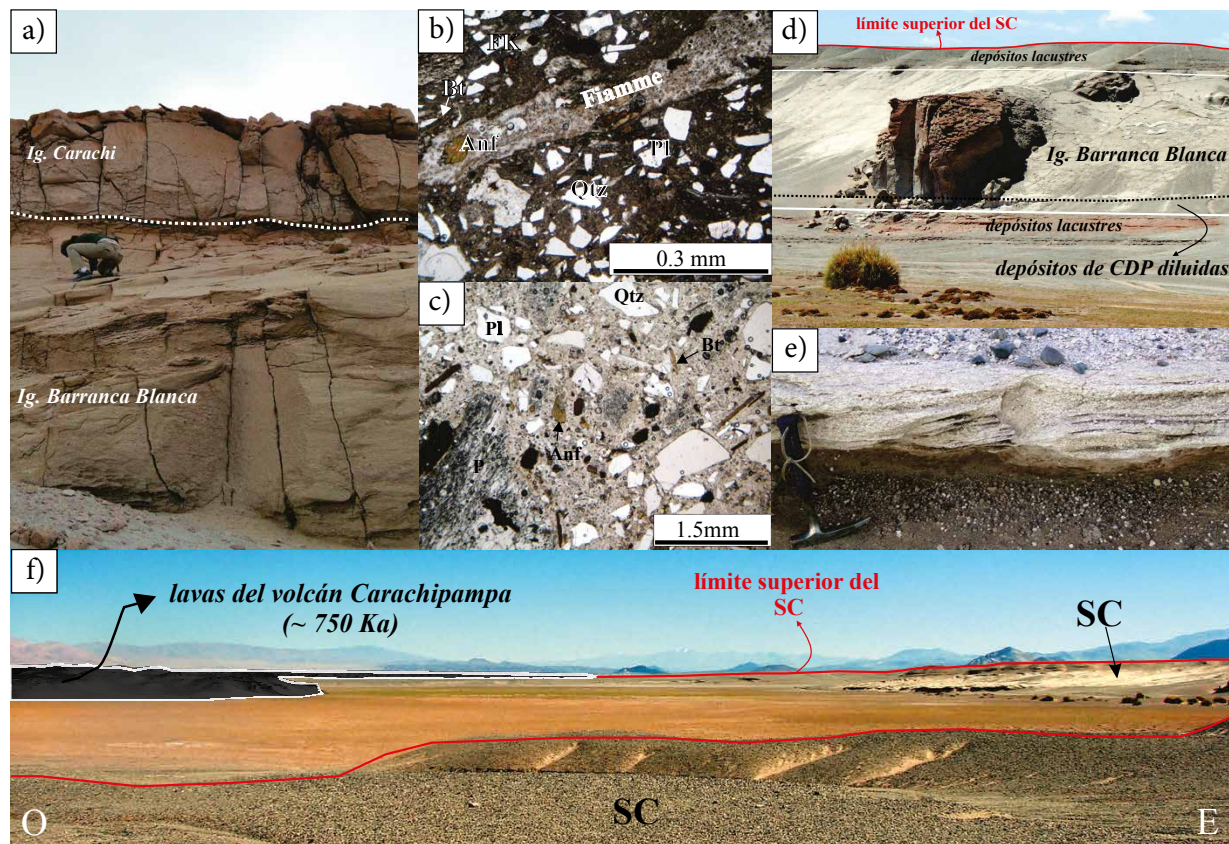 a)
Ig. Carachi
Ig. Barranca Blanca
b)
FK
Bt
Fiamme
Anf
Pl
Qtz
0.3 mm
c)
Qtz
Pl
Bt
Anf
P
1.5mm
d)
límite superior del SC
depósitos lacustres
Ig. Barranca Blanca
depósitos lacustres
depósitos de CDP diluidas
e)
f)
lavas del volcán Carachipampa
(~ 750 Ka)
límite superior del
SC
SC
SC
O
E